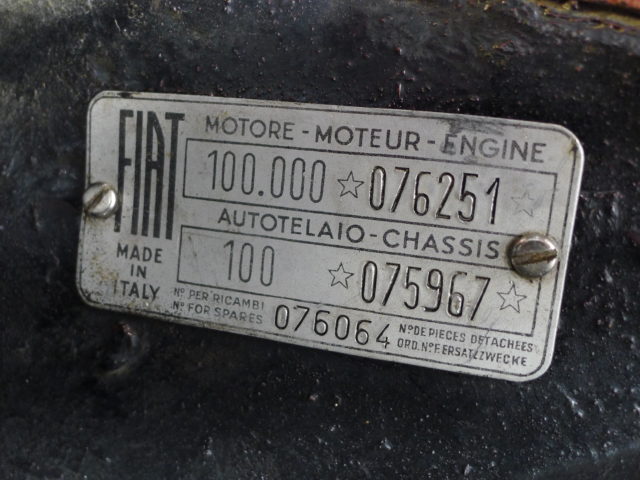 FIAT
MOTORE - MOTEUR - ENGINE
100.000 ☆ 076251 ☆
AUTOTELAIO - CHASSIS
100 ☆ 075967 ☆
MADE
IN
ITALY
Nº PER RICAMBI
Nº FOR SPARES
076064
Nº DE PIECES DETACHEES
ORD. Nº F. ERSATZZWECKE